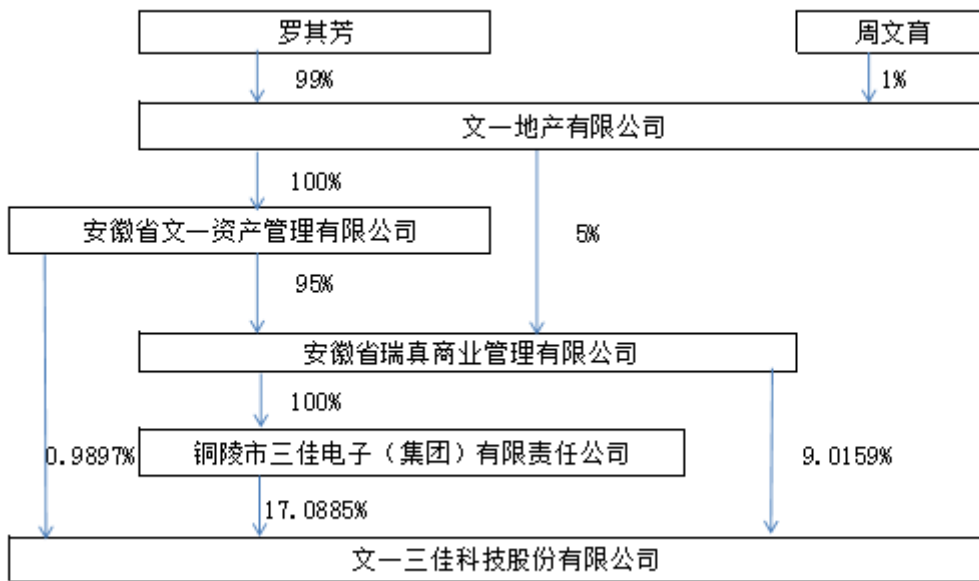 罗其芳
周文育
99%
1%
文一地产有限公司
100%
5%
安徽省文一资产管理有限公司
95%
安徽省瑞真商业管理有限公司
100%
0.9897%
铜陵市三佳电子（集团）有限责任公司
9.0159%
17.0885%
文一三佳科技股份有限公司